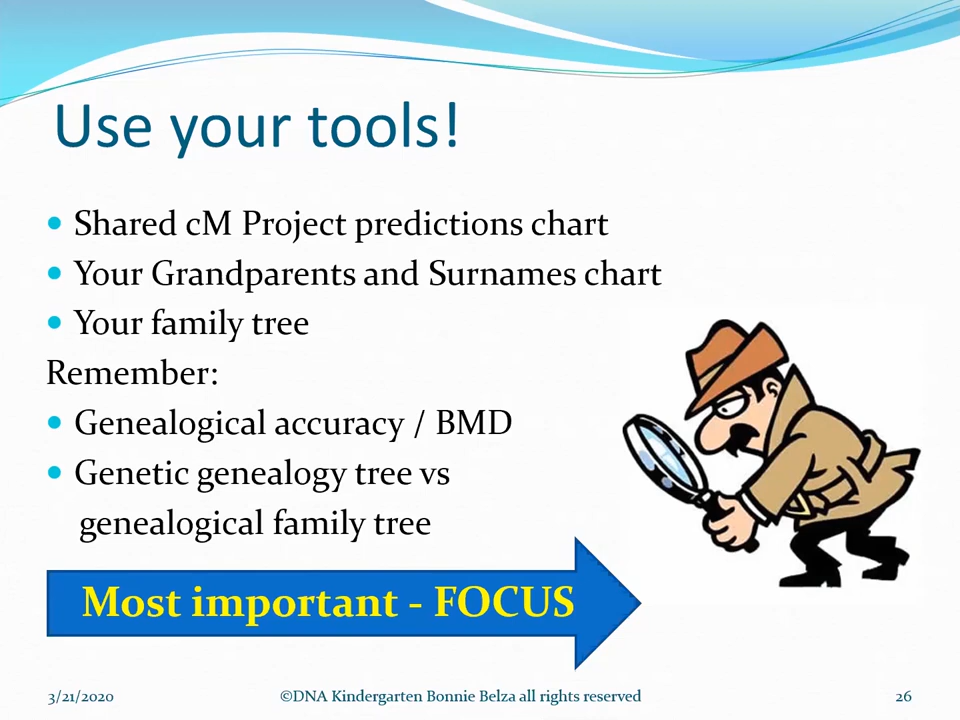 Use your tools!
Shared cM Project predictions chart
Your Grandparents and Surnames chart
Your family tree
Remember:
Genealogical accuracy / BMD
Genetic genealogy tree vs
genealogical family tree
Most important - FOCUS
3/21/2020 ©DNA Kindergarten Bonnie Belza all rights reserved 26